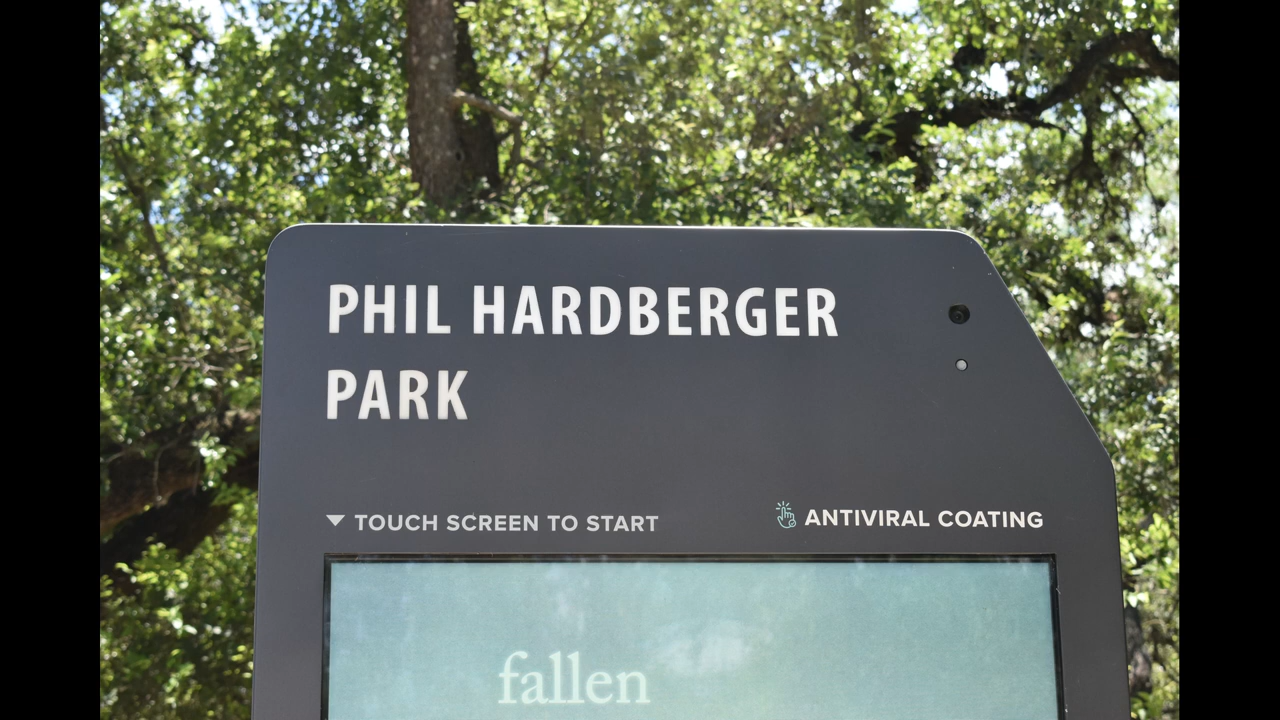 PHIL HARDBERGER
PARK
TOUCH SCREEN TO START
ANTIVIRAL COATING
fallen